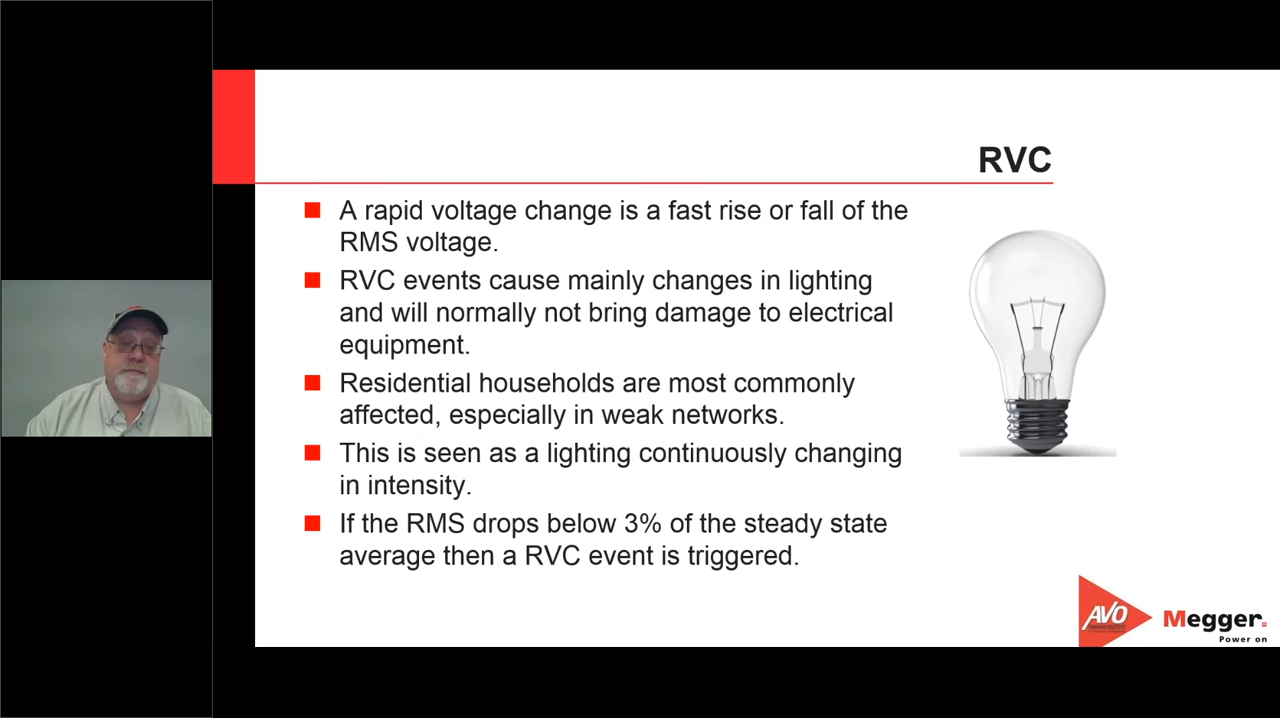 RVC
A rapid voltage change is a fast rise or fall of the
RMS voltage.
RVC events cause mainly changes in lighting
and will normally not bring damage to electrical
equipment.
Residential households are most commonly
affected, especially in weak networks.
This is seen as a lighting continuously changing
in intensity.
If the RMS drops below 3% of the steady state
average then a RVC event is triggered.
AVO
Megger.
Power on